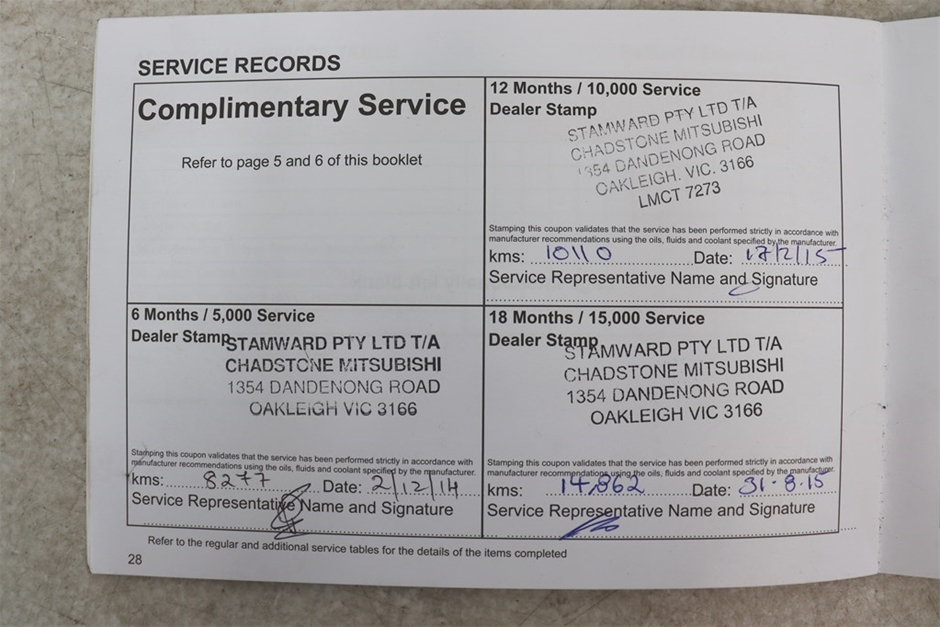 SERVICE RECORDS
Complimentary Service
Refer to page 5 and 6 of this booklet
12 Months / 10,000 Service
Dealer Stamp
STAMWARD PTY LTD T/A
CHADSTONE MITSUBISHI
1354 DANDENONG ROAD
OAKLEIGH. VIC. 3166
LMCT 7273
Stamping this coupon validates that the service has been performed strictly in accordance with
manufacturer recommendations using the oils, fluids and coolant specified by the manufacturer.
kms: 10110 Date: 17/2/15
Service Representative Name and Signature
6 Months / 5,000 Service
Dealer Stamp
STAMWARD PTY LTD T/A
CHADSTONE MITSUBISHI
1354 DANDENONG ROAD
OAKLEIGH VIC 3166
Stamping this coupon validates that the service has been performed strictly in accordance with
manufacturer recommendations using the oils, fluids and coolant specified by the manufacturer.
kms: 8277 Date: 2/12/14
Service Representative Name and Signature
18 Months / 15,000 Service
Dealer Stamp
STAMWARD PTY LTD T/A
CHADSTONE MITSUBISHI
1354 DANDENONG ROAD
OAKLEIGH VIC 3166
Stamping this coupon validates that the service has been performed strictly in accordance with
manufacturer recommendations using the oils, fluids and coolant specified by the manufacturer.
kms: 14,862 Date: 31-8-15
Service Representative Name and Signature
Refer to the regular and additional service tables for the details of the items completed
28